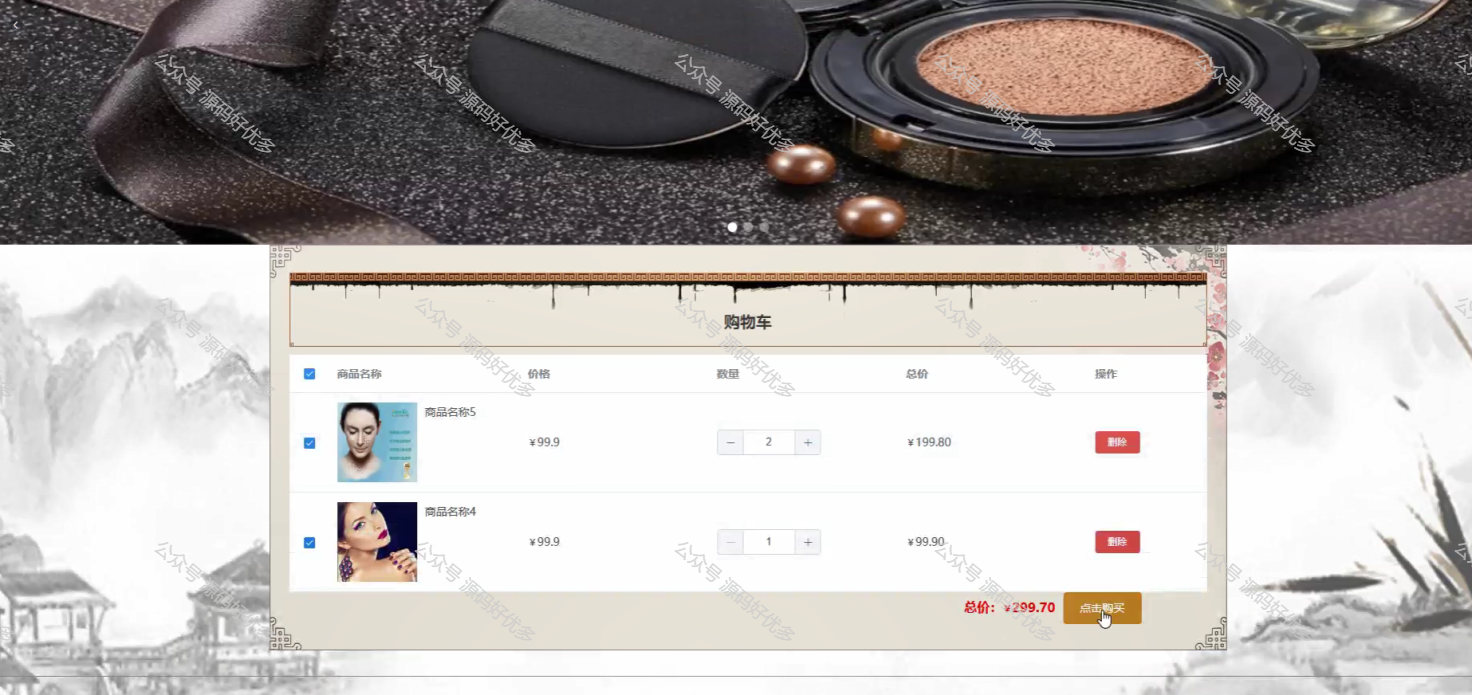 公众号 源码好优多
购物车
商品名称 价格 数量 总价 操作
商品名称5
¥99.9 − 2 + ¥199.80 删除
商品名称4
¥99.9 − 1 + ¥99.90 删除
总价: ¥299.70 点击购买